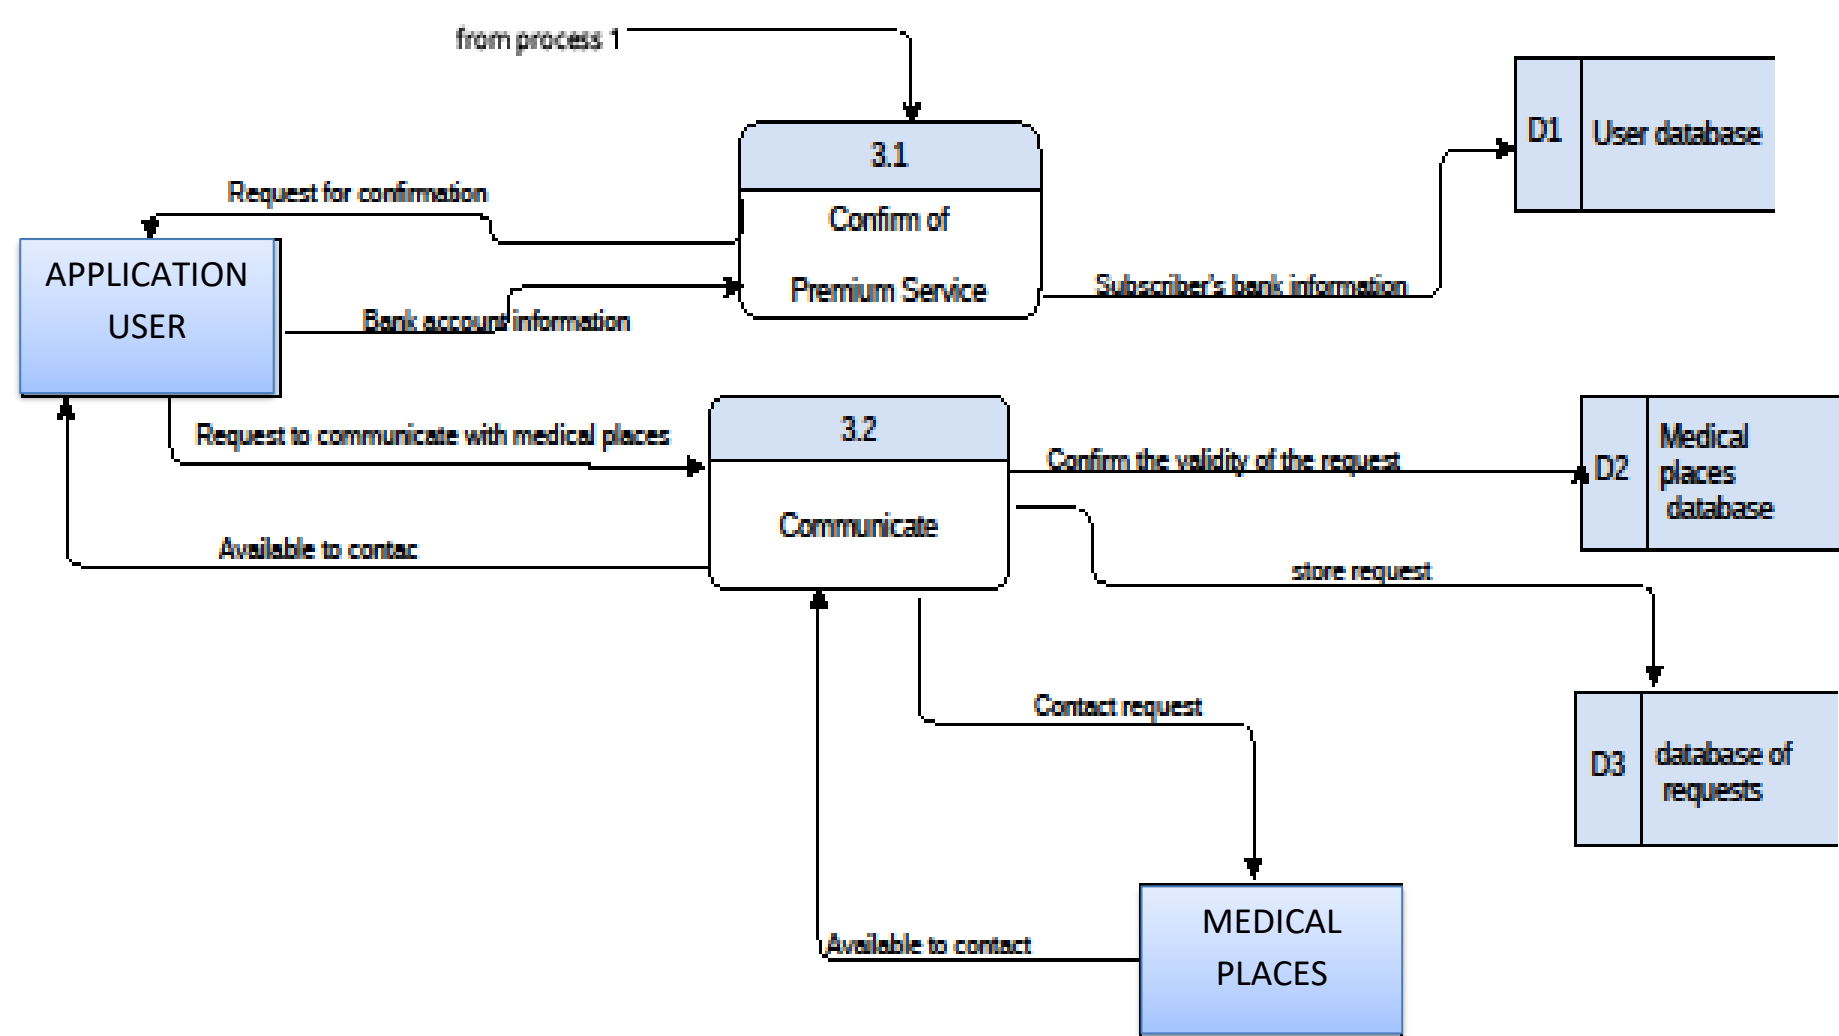 from process 1
3.1
Confirm of
Premium Service
D1
User database
Request for confirmation
APPLICATION
USER
Bank account information
Subscriber's bank information
Request to communicate with medical places
3.2
Communicate
Confirm the validity of the request
D2
Medical
places
database
Available to contac
store request
Contact request
D3
database of
requests
Available to contact
MEDICAL
PLACES